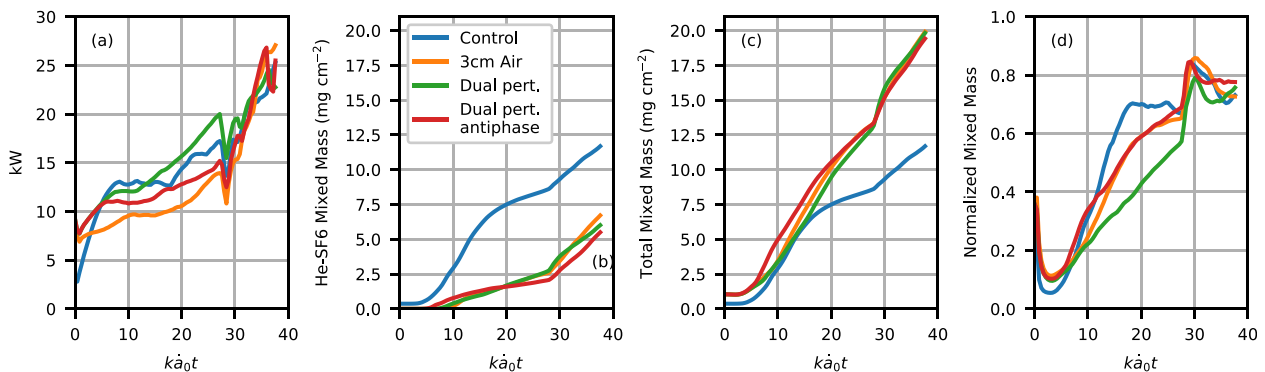 (a)
kW
30
25
20
15
10
5
0
0 10 20 30 40
kȧ₀t
(b)
He-SF6 Mixed Mass (mg cm⁻²)
20.0
17.5
15.0
12.5
10.0
7.5
5.0
2.5
0.0
0 10 20 30 40
kȧ₀t
Control
3cm Air
Dual pert.
Dual pert.
antiphase
(c)
Total Mixed Mass (mg cm⁻²)
20.0
17.5
15.0
12.5
10.0
7.5
5.0
2.5
0.0
0 10 20 30 40
kȧ₀t
(d)
Normalized Mixed Mass
1.0
0.8
0.6
0.4
0.2
0.0
0 10 20 30 40
kȧ₀t